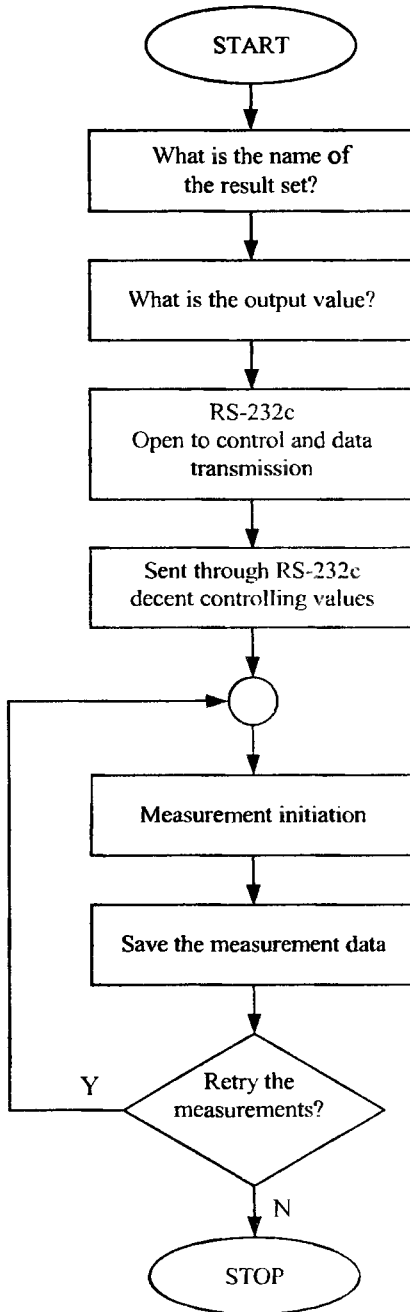 START
What is the name of
the result set?
What is the output value?
RS-232c
Open to control and data
transmission
Sent through RS-232c
decent controlling values
Measurement initiation
Save the measurement data
Retry the
measurements?
Y
N
STOP